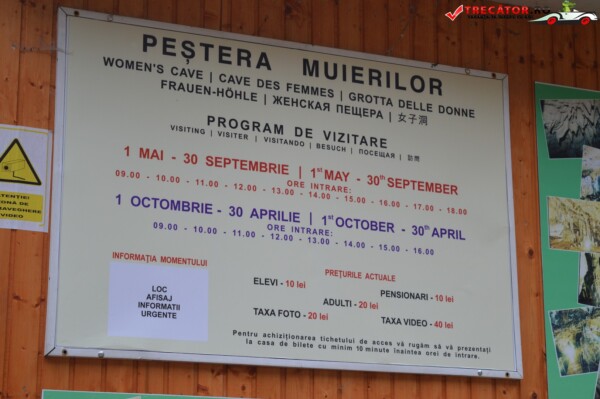 TRECĂTOR.RO
PEȘTERA MUIERILOR
WOMEN'S CAVE | CAVE DES FEMMES | GROTTA DELLE DONNE
FRAUEN-HÖHLE | ЖЕНСКАЯ ПЕЩЕРА | 女子洞
PROGRAM DE VIZITARE
VISITING | VISITER | VISITANDO | BESUCH | ПОСЕЩАЯ |
1 MAI - 30 SEPTEMBRIE | 1st MAY - 30th SEPTEMBER
ORE INTRARE:
09.00 - 10.00 - 11.00 - 12.00 - 13.00 - 14.00 - 15.00 - 16.00 - 17.00 - 18.00
1 OCTOMBRIE - 30 APRILIE | 1st OCTOBER - 30th APRIL
ORE INTRARE:
09.00 - 10.00 - 11.00 - 12.00 - 13.00 - 14.00 - 15.00 - 16.00
INFORMAȚIA MOMENTULUI
LOC
AFISAJ
INFORMATII
URGENTE
PREȚURILE ACTUALE
ELEVI - 10 lei
PENSIONARI - 10 lei
ADULTI - 20 lei
TAXA FOTO - 20 lei
TAXA VIDEO - 40 lei
Pentru achiziționarea tichetului de acces vă rugăm să vă prezentați
la casa de bilete cu minim 10 minute înaintea orei de intrare.
VIDEO